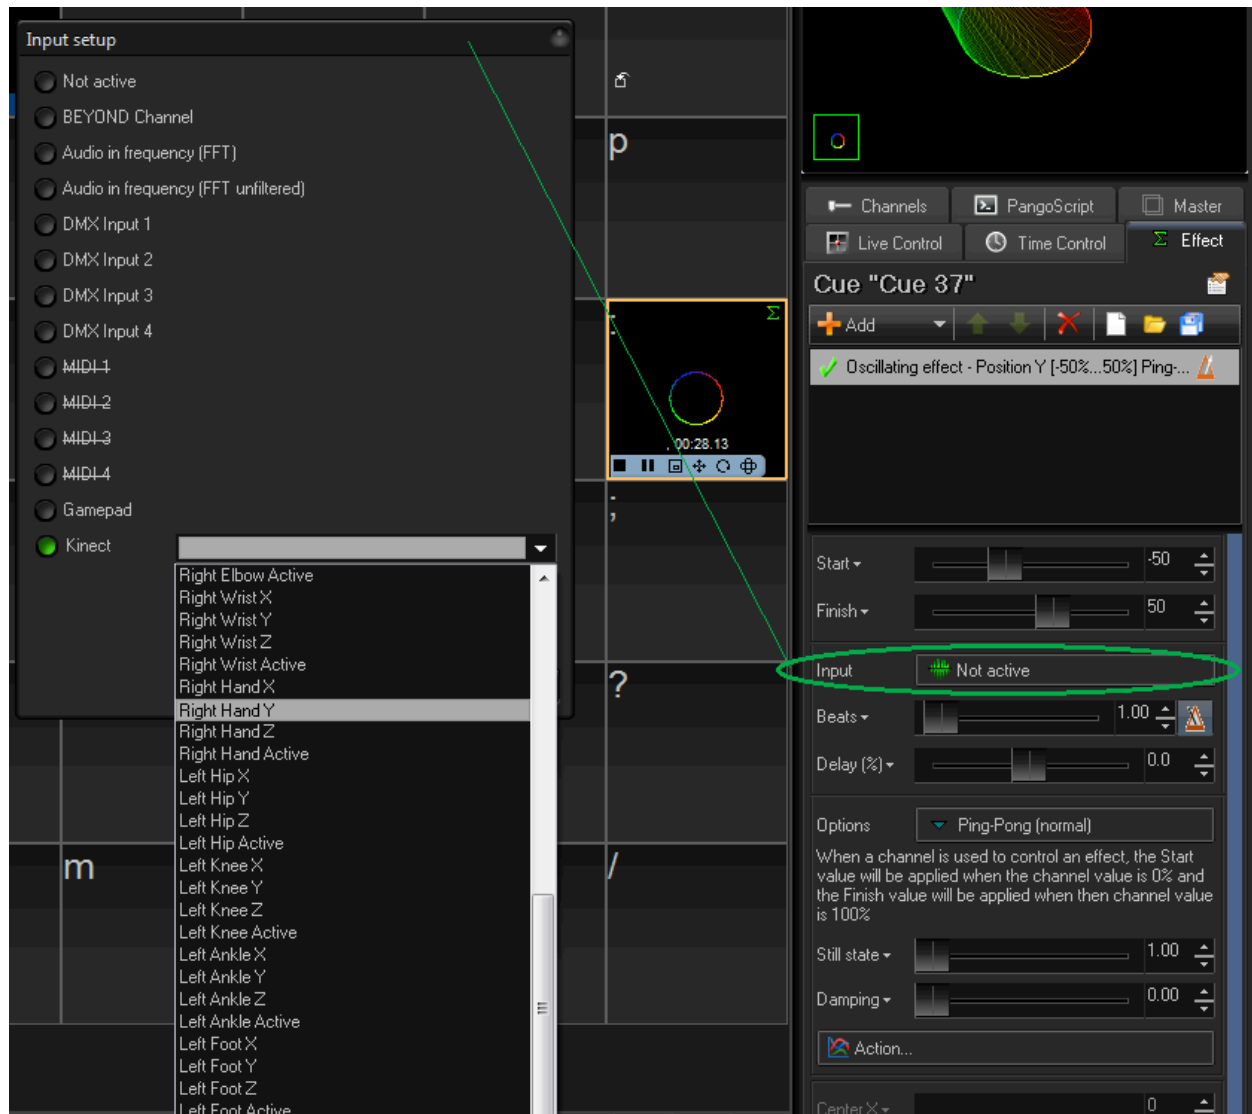 Input setup
Not active
BEYOND Channel
Audio in frequency (FFT)
Audio in frequency (FFT unfiltered)
DMX Input 1
DMX Input 2
DMX Input 3
DMX Input 4
MIDI 1
MIDI 2
MIDI 3
MIDI 4
Gamepad
Kinect
Right Elbow Active
Right Wrist X
Right Wrist Y
Right Wrist Z
Right Wrist Active
Right Hand X
Right Hand Y
Right Hand Z
Right Hand Active
Left Hip X
Left Hip Y
Left Hip Z
Left Hip Active
Left Knee X
Left Knee Y
Left Knee Z
Left Knee Active
Left Ankle X
Left Ankle Y
Left Ankle Z
Left Ankle Active
Left Foot X
Left Foot Y
Left Foot Z
Left Foot Active
m
p
, 00:28.13
;
?
/
Channels PangoScript Master
Live Control Time Control Σ Effect
Cue "Cue 37"
Add
Oscillating effect - Position Y [-50%...50%] Ping-...
Start -50
Finish 50
Input Not active
Beats 1.00
Delay (%) 0.0
Options Ping-Pong (normal)
When a channel is used to control an effect, the Start
value will be applied when the channel value is 0% and
the Finish value will be applied when then channel value
is 100%
Still state 1.00
Damping 0.00
Action...
Center X 0